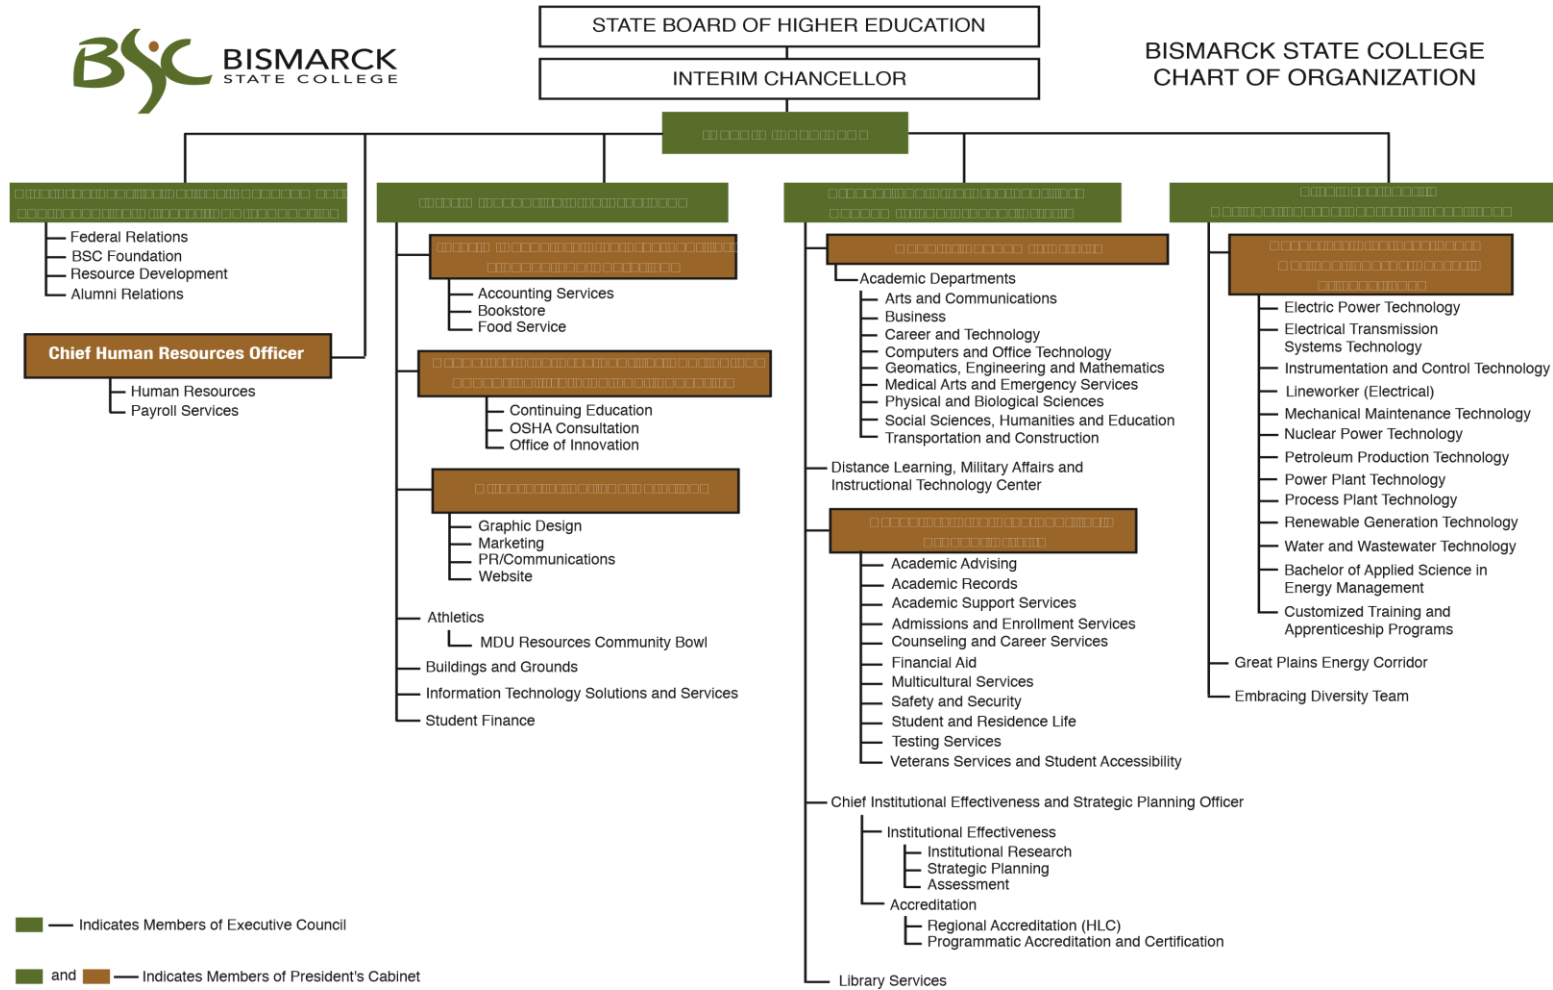 BSC BISMARCK
STATE COLLEGE
STATE BOARD OF HIGHER EDUCATION
INTERIM CHANCELLOR
BISMARCK STATE COLLEGE
CHART OF ORGANIZATION
Federal Relations
BSC Foundation
Resource Development
Alumni Relations
Chief Human Resources Officer
Human Resources
Payroll Services
Accounting Services
Bookstore
Food Service
Continuing Education
OSHA Consultation
Office of Innovation
Graphic Design
Marketing
PR/Communications
Website
Athletics
MDU Resources Community Bowl
Buildings and Grounds
Information Technology Solutions and Services
Student Finance
Academic Departments
Arts and Communications
Business
Career and Technology
Computers and Office Technology
Geomatics, Engineering and Mathematics
Medical Arts and Emergency Services
Physical and Biological Sciences
Social Sciences, Humanities and Education
Transportation and Construction
Distance Learning, Military Affairs and
Instructional Technology Center
Academic Advising
Academic Records
Academic Support Services
Admissions and Enrollment Services
Counseling and Career Services
Financial Aid
Multicultural Services
Safety and Security
Student and Residence Life
Testing Services
Veterans Services and Student Accessibility
Chief Institutional Effectiveness and Strategic Planning Officer
Institutional Effectiveness
Institutional Research
Strategic Planning
Assessment
Accreditation
Regional Accreditation (HLC)
Programmatic Accreditation and Certification
Library Services
Electric Power Technology
Electrical Transmission
Systems Technology
Instrumentation and Control Technology
Lineworker (Electrical)
Mechanical Maintenance Technology
Nuclear Power Technology
Petroleum Production Technology
Power Plant Technology
Process Plant Technology
Renewable Generation Technology
Water and Wastewater Technology
Bachelor of Applied Science in
Energy Management
Customized Training and
Apprenticeship Programs
Great Plains Energy Corridor
Embracing Diversity Team
Indicates Members of Executive Council
and Indicates Members of President's Cabinet